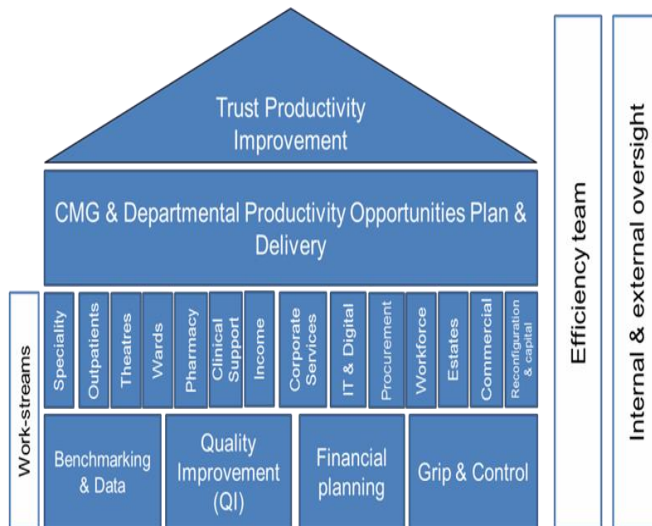 Trust Productivity
Improvement
CMG & Departmental Productivity Opportunities Plan &
Delivery
Work-streams
Speciality
Outpatients
Theatres
Wards
Pharmacy
Clinical
Support
Income
Corporate
Services
IT & Digital
Procurement
Workforce
Estates
Commercial
Reconfiguration
& capital
Benchmarking
& Data
Quality
Improvement
(QI)
Financial
planning
Grip & Control
Efficiency team
Internal & external oversight